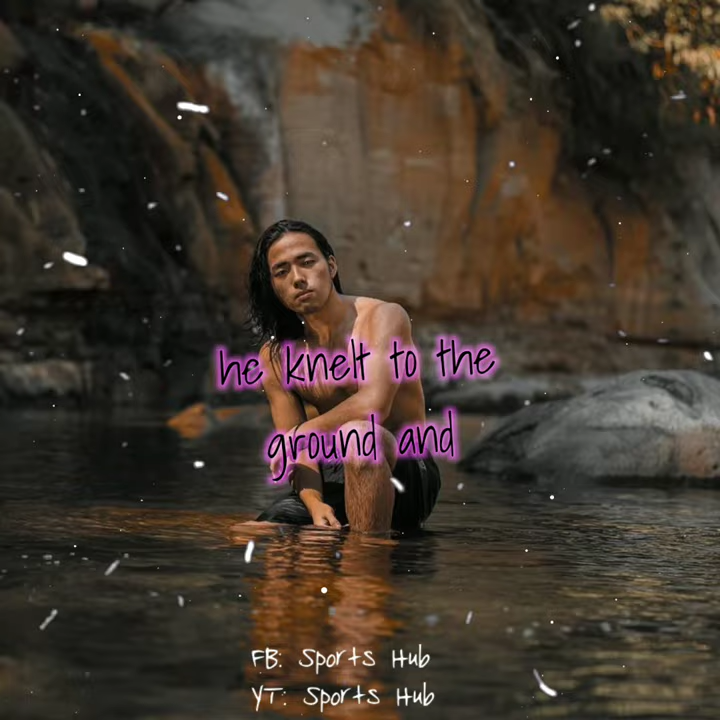 he knelt to the
ground and
FB: Sports Hub
YT: Sports Hub